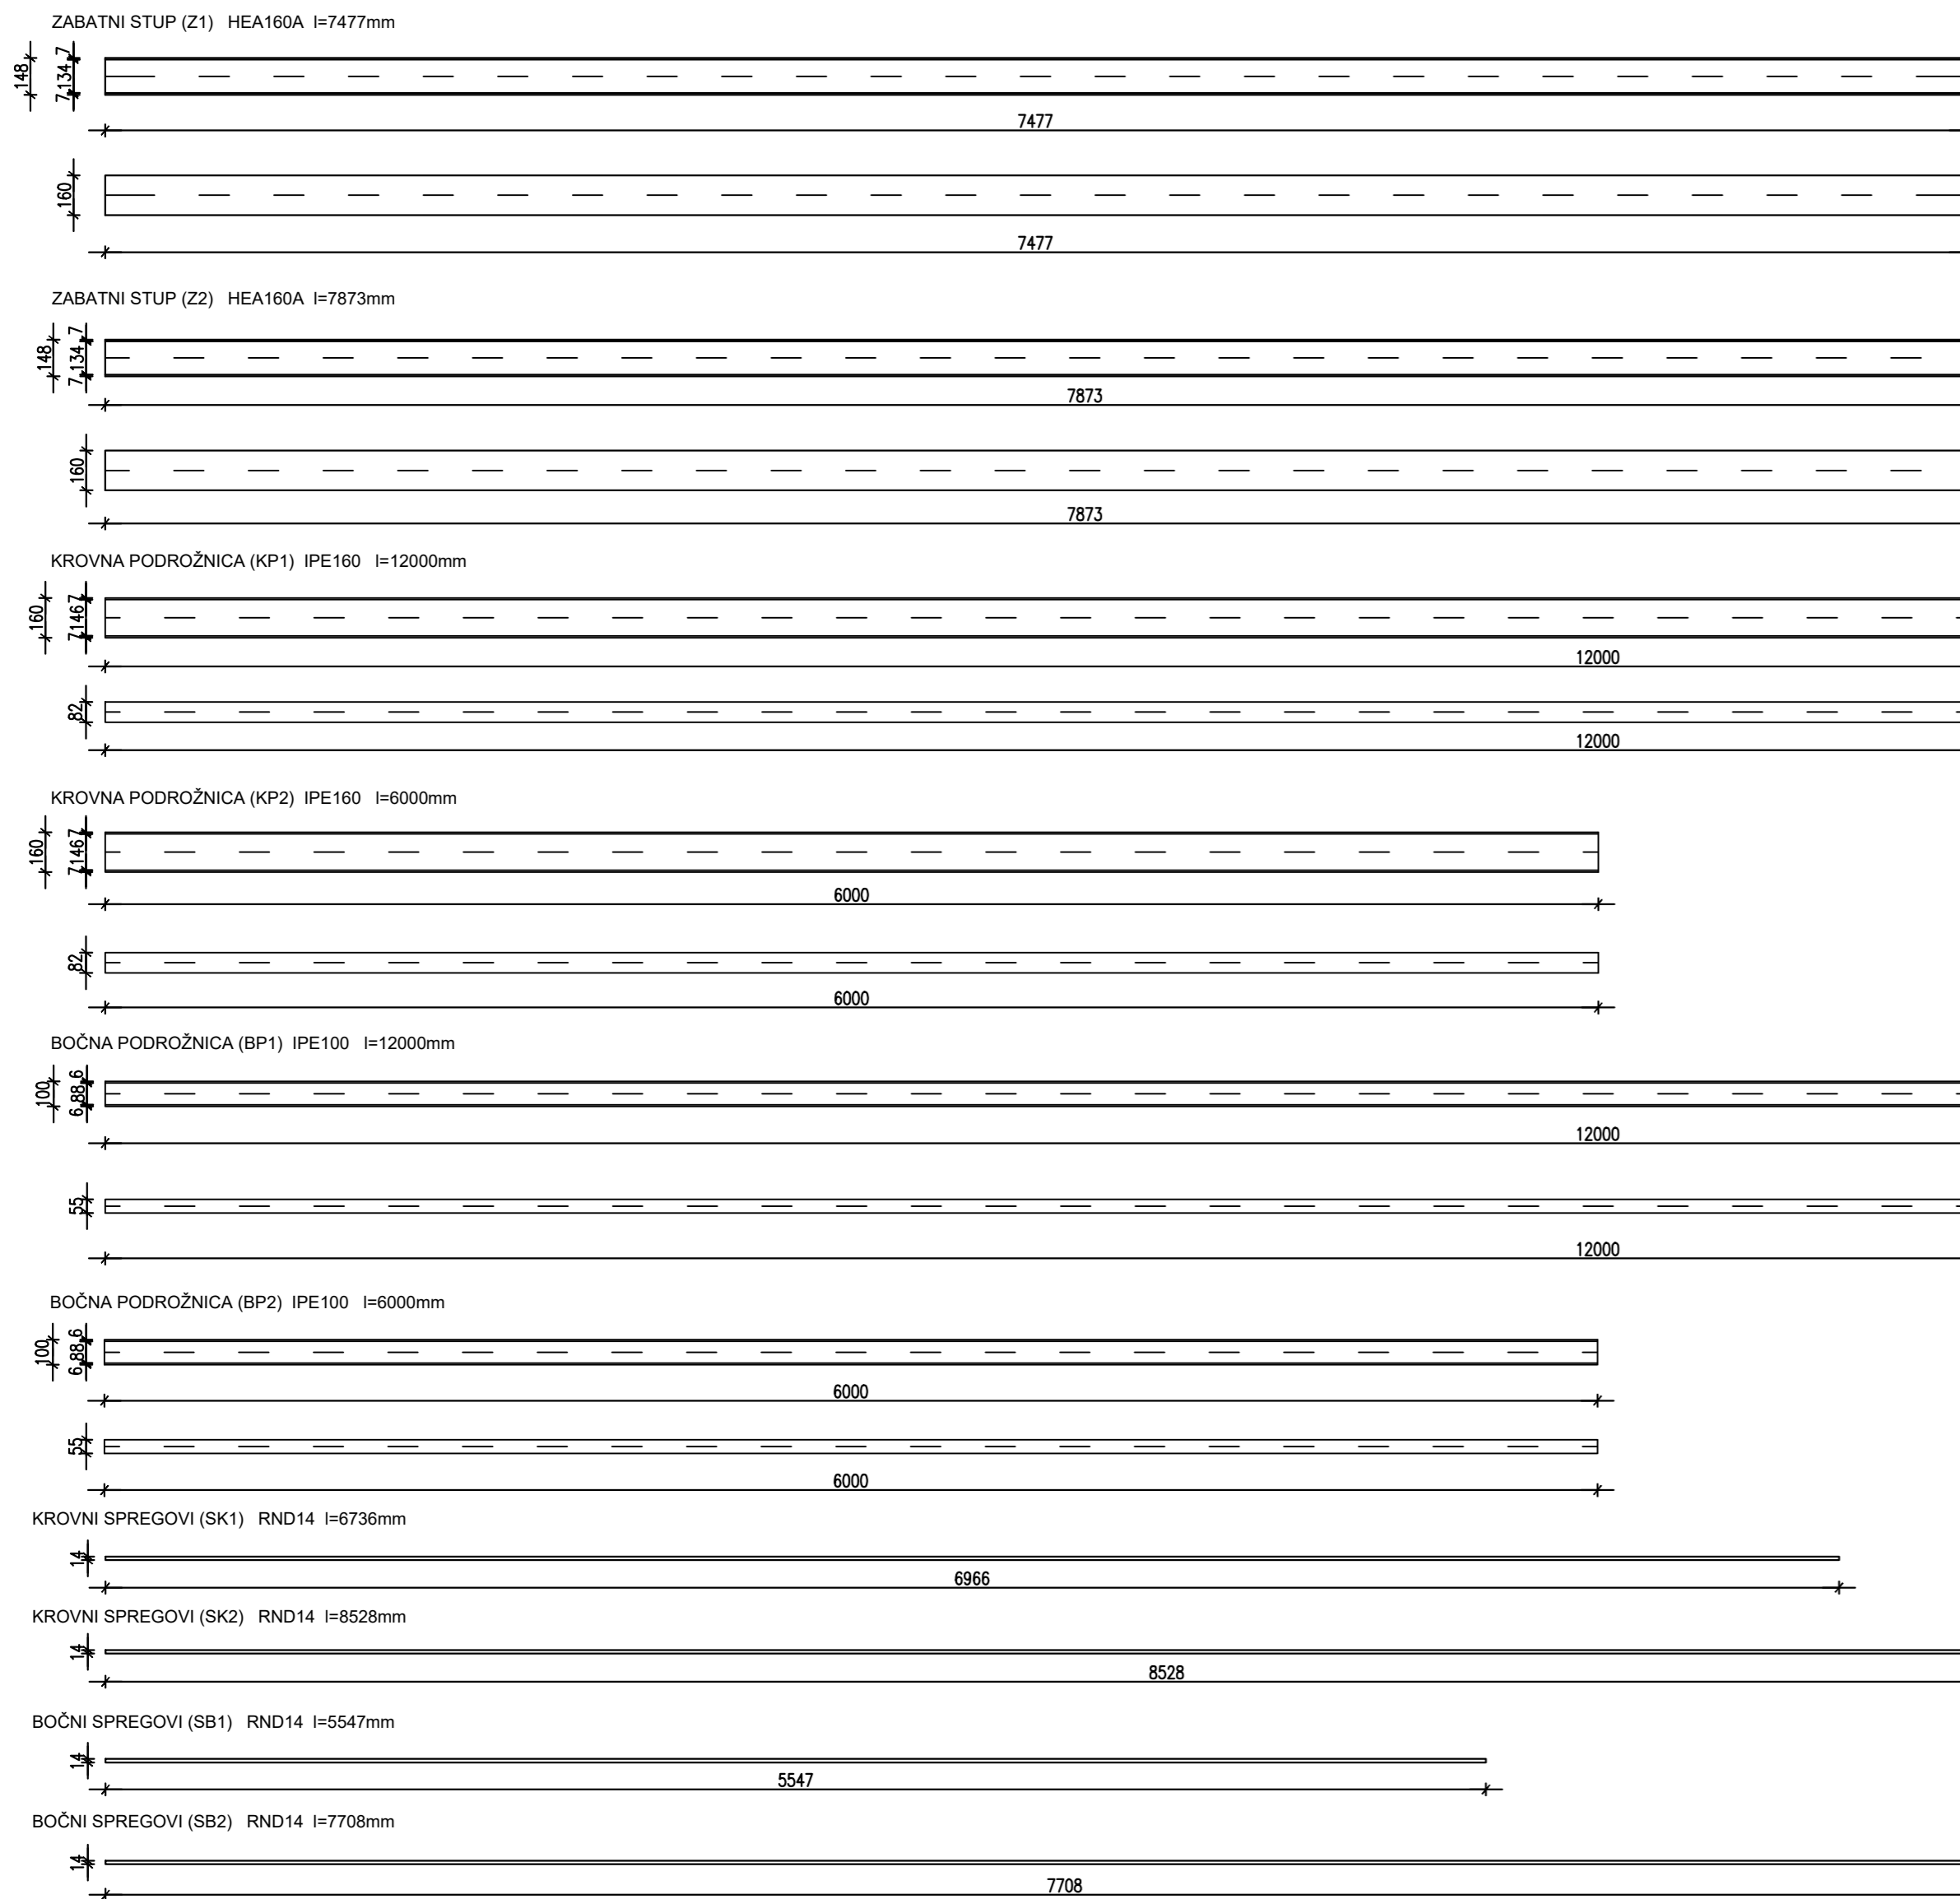 ZABATNI STUP (Z1) HEA160A l=7477mm
148
7 134 7
7477
160
7477
ZABATNI STUP (Z2) HEA160A l=7873mm
148
7 134 7
7873
160
7873
KROVNA PODROŽNICA (KP1) IPE160 l=12000mm
160
7 146 7
12000
82
12000
KROVNA PODROŽNICA (KP2) IPE160 l=6000mm
160
7 146 7
6000
82
6000
BOČNA PODROŽNICA (BP1) IPE100 l=12000mm
100
6 88 6
12000
55
12000
BOČNA PODROŽNICA (BP2) IPE100 l=6000mm
100
6 88 6
6000
55
6000
KROVNI SPREGOVI (SK1) RND14 l=6736mm
14
6966
KROVNI SPREGOVI (SK2) RND14 l=8528mm
14
8528
BOČNI SPREGOVI (SB1) RND14 l=5547mm
14
5547
BOČNI SPREGOVI (SB2) RND14 l=7708mm
14
7708